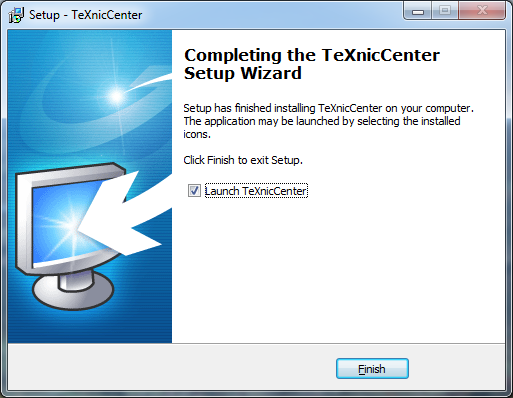 Setup - TeXnicCenter
Completing the TeXnicCenter
Setup Wizard
Setup has finished installing TeXnicCenter on your computer.
The application may be launched by selecting the installed
icons.
Click Finish to exit Setup.
Launch TeXnicCenter
Finish